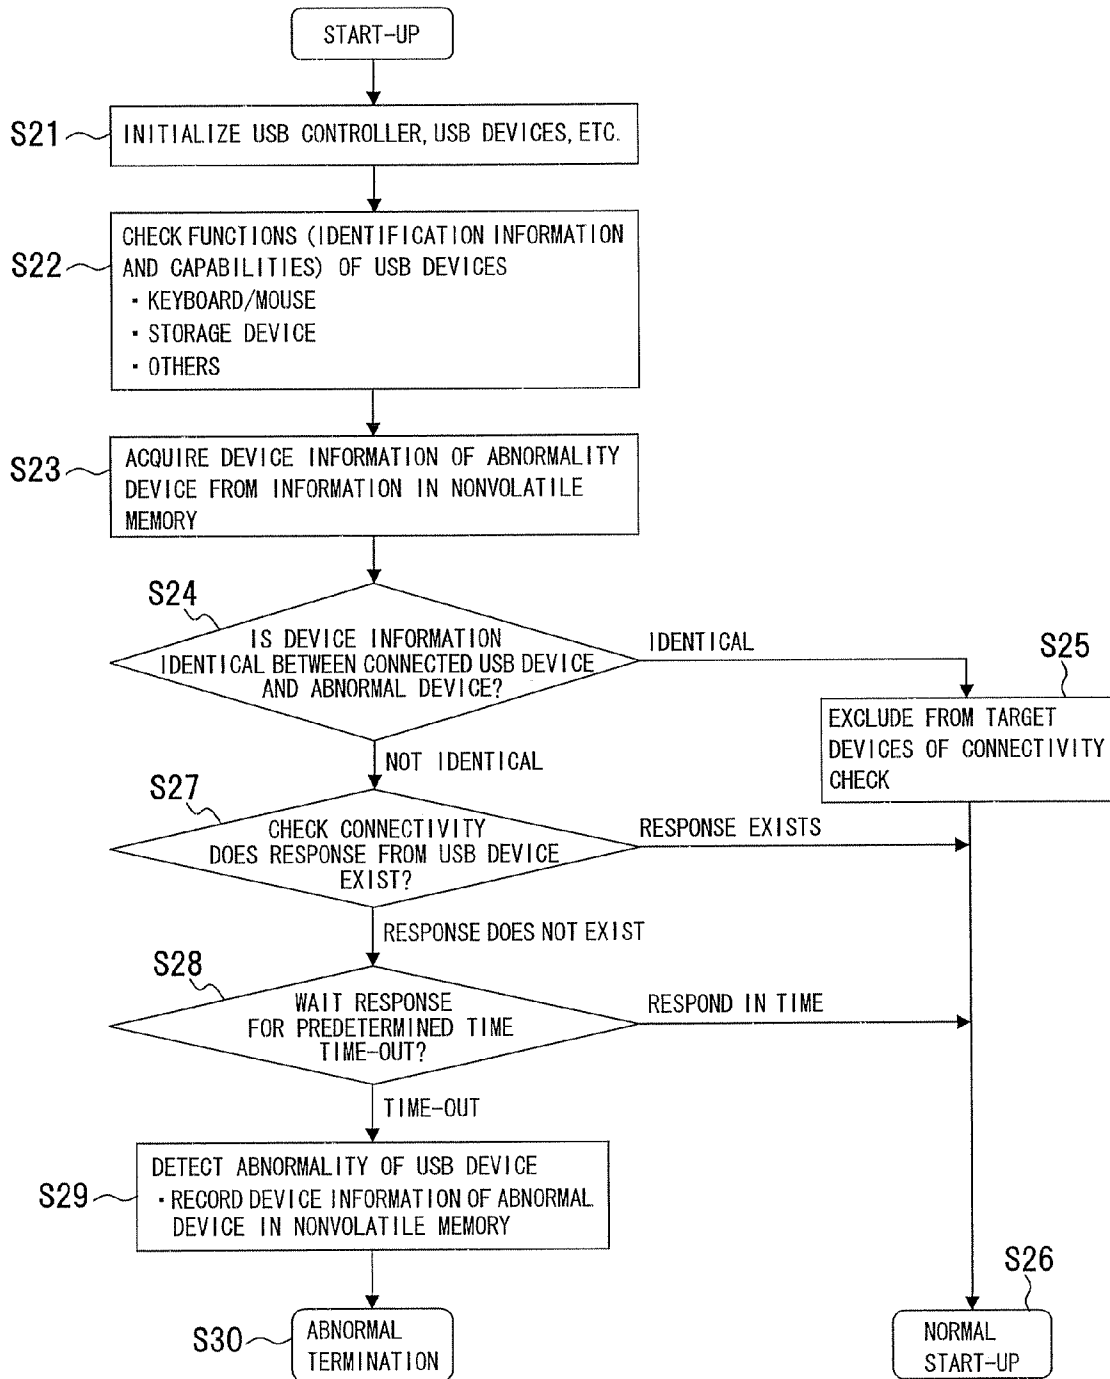 START-UP
S21
INITIALIZE USB CONTROLLER, USB DEVICES, ETC.
S22
CHECK FUNCTIONS (IDENTIFICATION INFORMATION
AND CAPABILITIES) OF USB DEVICES
・KEYBOARD/MOUSE
・STORAGE DEVICE
・OTHERS
S23
ACQUIRE DEVICE INFORMATION OF ABNORMALITY
DEVICE FROM INFORMATION IN NONVOLATILE
MEMORY
S24
IS DEVICE INFORMATION
IDENTICAL BETWEEN CONNECTED USB DEVICE
AND ABNORMAL DEVICE?
IDENTICAL
S25
EXCLUDE FROM TARGET
DEVICES OF CONNECTIVITY
CHECK
NOT IDENTICAL
S27
CHECK CONNECTIVITY
DOES RESPONSE FROM USB DEVICE
EXIST?
RESPONSE EXISTS
RESPONSE DOES NOT EXIST
S28
WAIT RESPONSE
FOR PREDETERMINED TIME
TIME-OUT?
RESPOND IN TIME
TIME-OUT
S29
DETECT ABNORMALITY OF USB DEVICE
・RECORD DEVICE INFORMATION OF ABNORMAL
DEVICE IN NONVOLATILE MEMORY
S30
ABNORMAL
TERMINATION
S26
NORMAL
START-UP